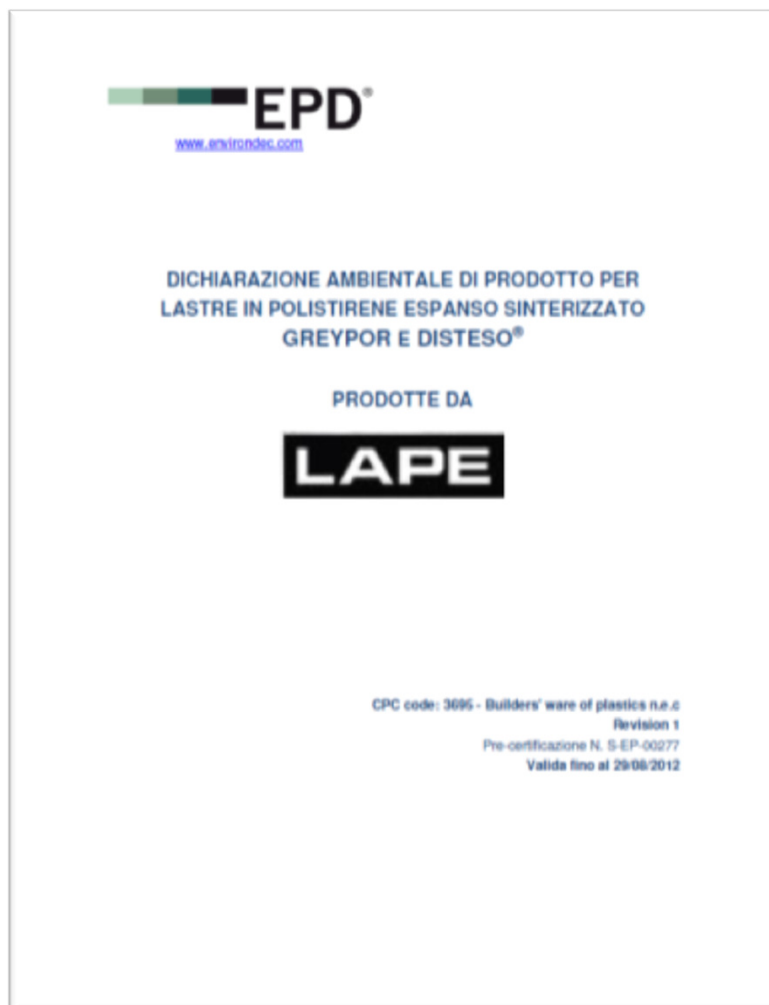 EPD®
www.environdec.com
DICHIARAZIONE AMBIENTALE DI PRODOTTO PER
LASTRE IN POLISTIRENE ESPANSO SINTERIZZATO
GREYPOR E DISTESO®
PRODOTTE DA
LAPE
CPC code: 3695 - Builders' ware of plastics n.e.c
Revision 1
Pre-certificazione N. S-EP-00277
Valida fino al 29/08/2012